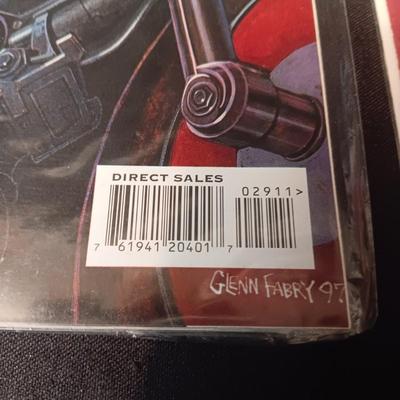 DIRECT SALES
02911>
7 61941 20401 7
GLENN FABRY 97